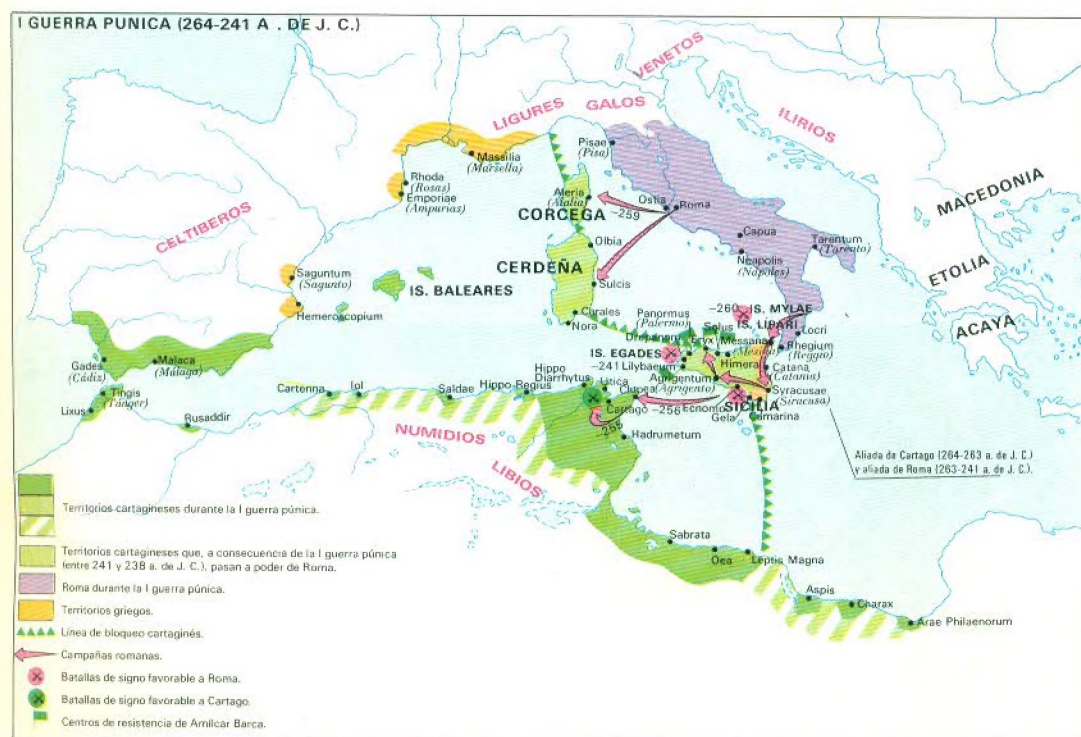 I GUERRA PUNICA (264-241 A . DE J. C.)
VENETOS
LIGURES
GALOS
ILIRIOS
CELTIBEROS
MACEDONIA
ETOLIA
ACAYA
Massilia
(Marsella)
Rhoda
(Rosas)
Emporiae
(Ampurias)
Saguntum
(Sagunto)
Hemeroscopium
IS. BALEARES
Pisae
(Pisa)
Aleria
(Alalia)
CORCEGA
-259
Ostia
Roma
Olbia
CERDEÑA
Sulcis
Nora
Capua
Neapolis
(Nápoles)
Tarentum
(Tarento)
-260
IS. MYLAE
IS. LIPARI
Panormus
(Palermo)
Solus
Drepanum
Eryx
Messana
Locri
Rhegium
(Reggio)
IS. EGADES
-241
Lilybaeum
Himera
Catana
(Catania)
Agrigentum
(Agrigento)
Syracusae
(Siracusa)
SICILIA
Gela
Camarina
Gades
(Cádiz)
Malaca
(Málaga)
Tingis
(Tánger)
Lixus
Rusaddir
Cartenna
Iol
Saldae
Hippo Regius
Hippo
Diarrhytus
Utica
Clupea
Cartago
-256
-255
Hadrumetum
NUMIDIOS
LIBIOS
Sabrata
Oea
Leptis Magna
Aspis
Charax
Arae Philaenorum
Aliada de Cartago (264-263 a. de J. C.)
y aliada de Roma (263-241 a. de J. C.).
Territorios cartagineses durante la I guerra púnica.
Territorios cartagineses que, a consecuencia de la I guerra púnica
(entre 241 y 238 a. de J. C.), pasan a poder de Roma.
Roma durante la I guerra púnica.
Territorios griegos.
Línea de bloqueo cartaginés.
Campañas romanas.
Batallas de signo favorable a Roma.
Batallas de signo favorable a Cartago.
Centros de resistencia de Amílcar Barca.